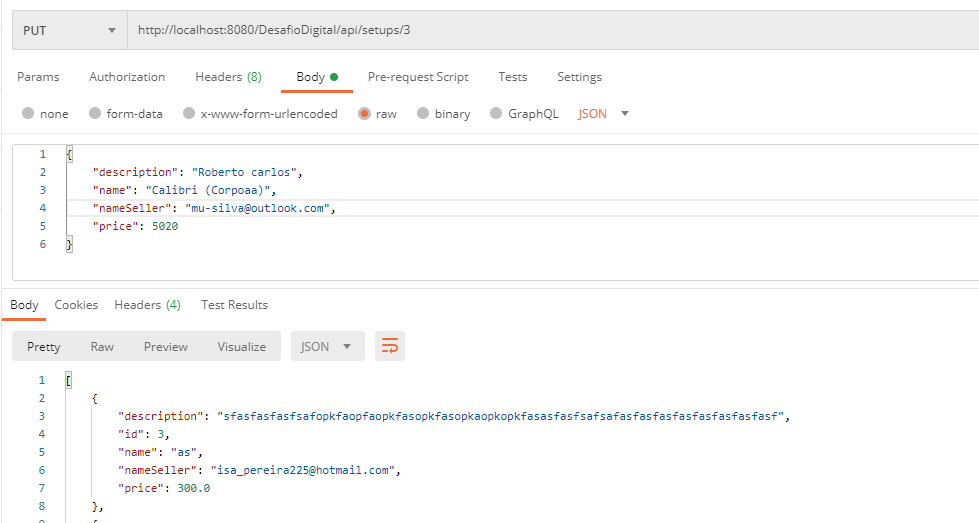 PUT http://localhost:8080/DesafioDigital/api/setups/3
Params Authorization Headers (8) Body Pre-request Script Tests Settings
none form-data x-www-form-urlencoded raw binary GraphQL JSON
1 {
2 "description": "Roberto carlos",
3 "name": "Calibri (Corpoaa)",
4 "nameSeller": "mu-silva@outlook.com",
5 "price": 5020
6 }
Body Cookies Headers (4) Test Results
Pretty Raw Preview Visualize JSON
1 [
2 {
3 "description": "sfasfasfasfsafopkfaopfaopkfasopkfasopkaopkopkfasasfasfsafsafasfasfasfasfasfasfasfasf",
4 "id": 3,
5 "name": "as",
6 "nameSeller": "isa_pereira225@hotmail.com",
7 "price": 300.0
8 },